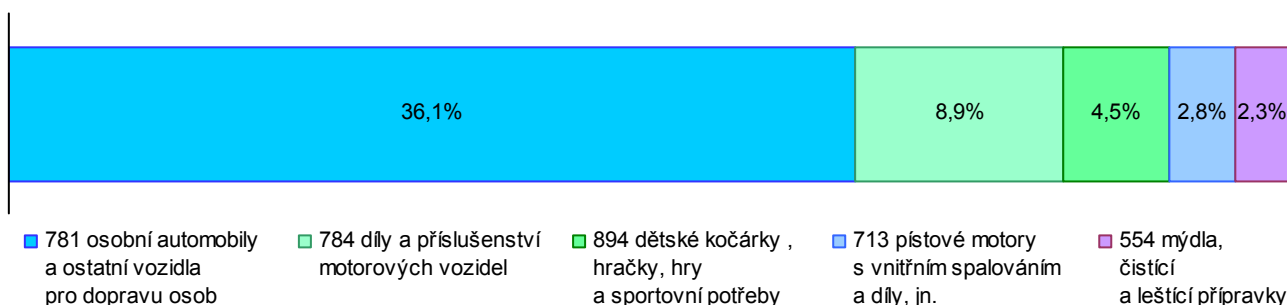 36,1%
8,9%
4,5%
2,8%
2,3%
781 osobní automobily
a ostatní vozidla
pro dopravu osob
784 díly a příslušenství
motorových vozidel
894 dětské kočárky ,
hračky, hry
a sportovní potřeby
713 pístové motory
s vnitřním spalováním
a díly, jn.
554 mýdla,
čistící
a leštící přípravky